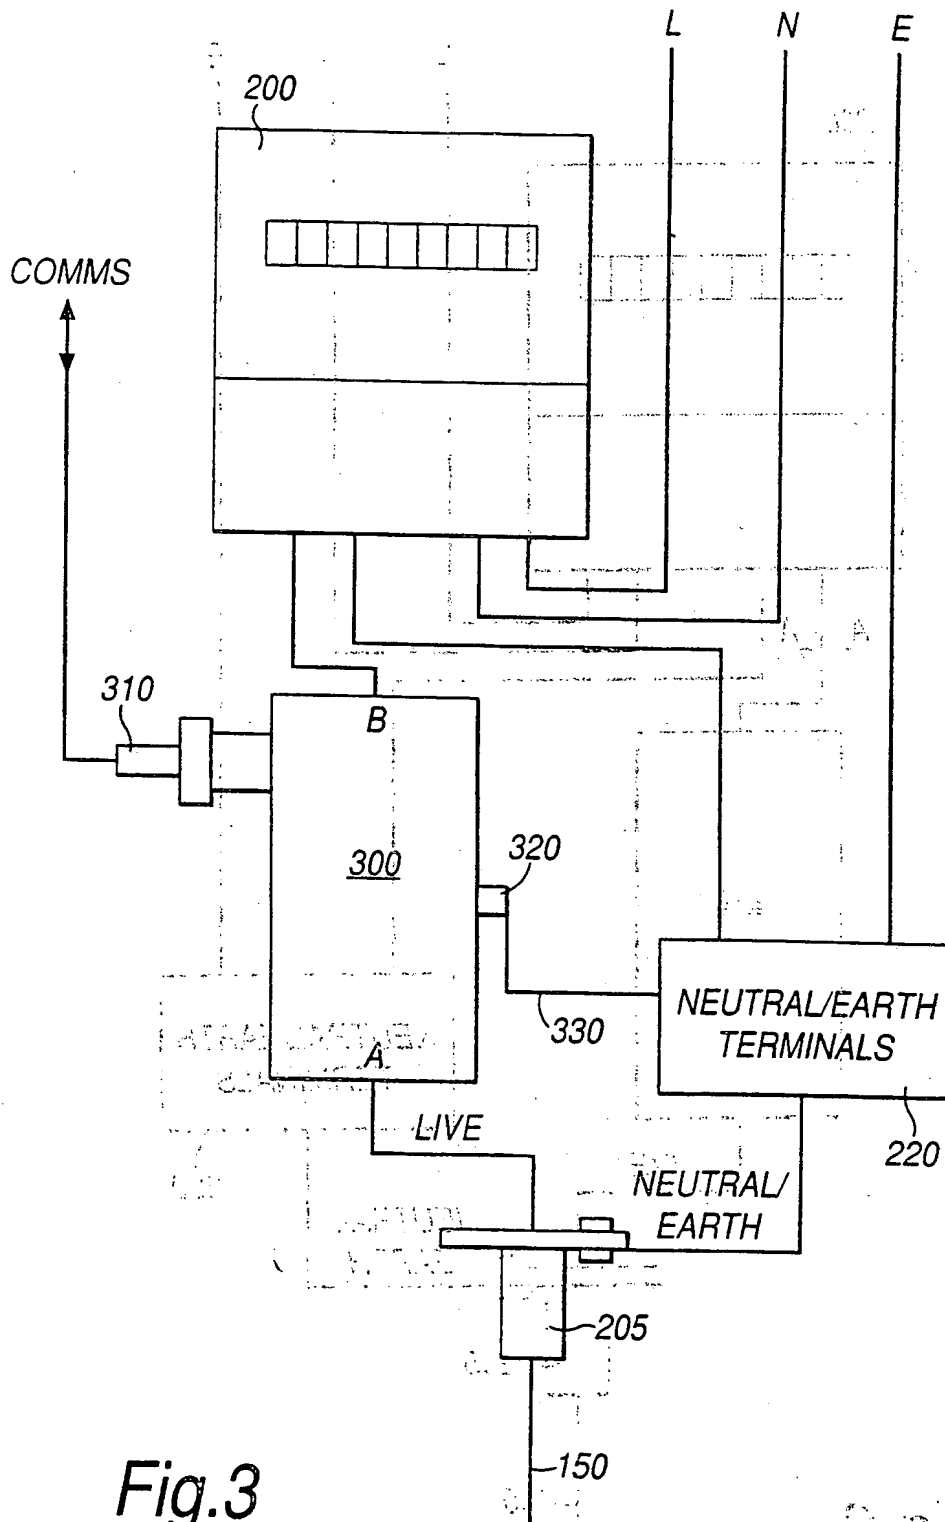 L
N
E
200
COMMS
310
B
300
320
NEUTRAL/EARTH
TERMINALS
330
A
LIVE
220
NEUTRAL/
EARTH
205
150
Fig.3